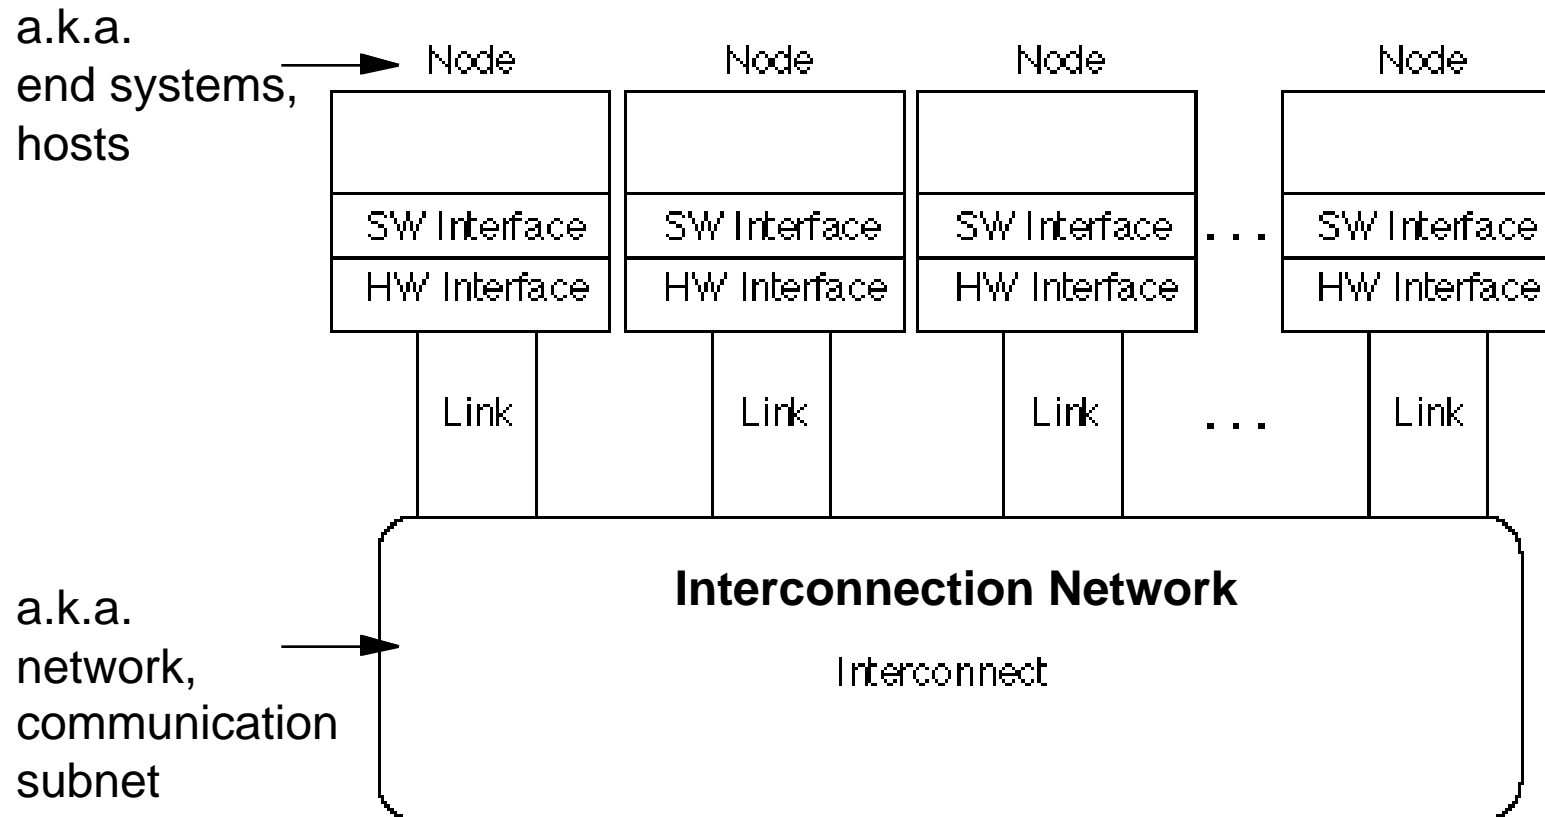 a.k.a.
end systems,
hosts
Node Node Node Node
SW Interface SW Interface SW Interface . . . SW Interface
HW Interface HW Interface HW Interface HW Interface
Link Link Link . . . Link
Interconnection Network
a.k.a.
network,
communication
subnet
Interconnect